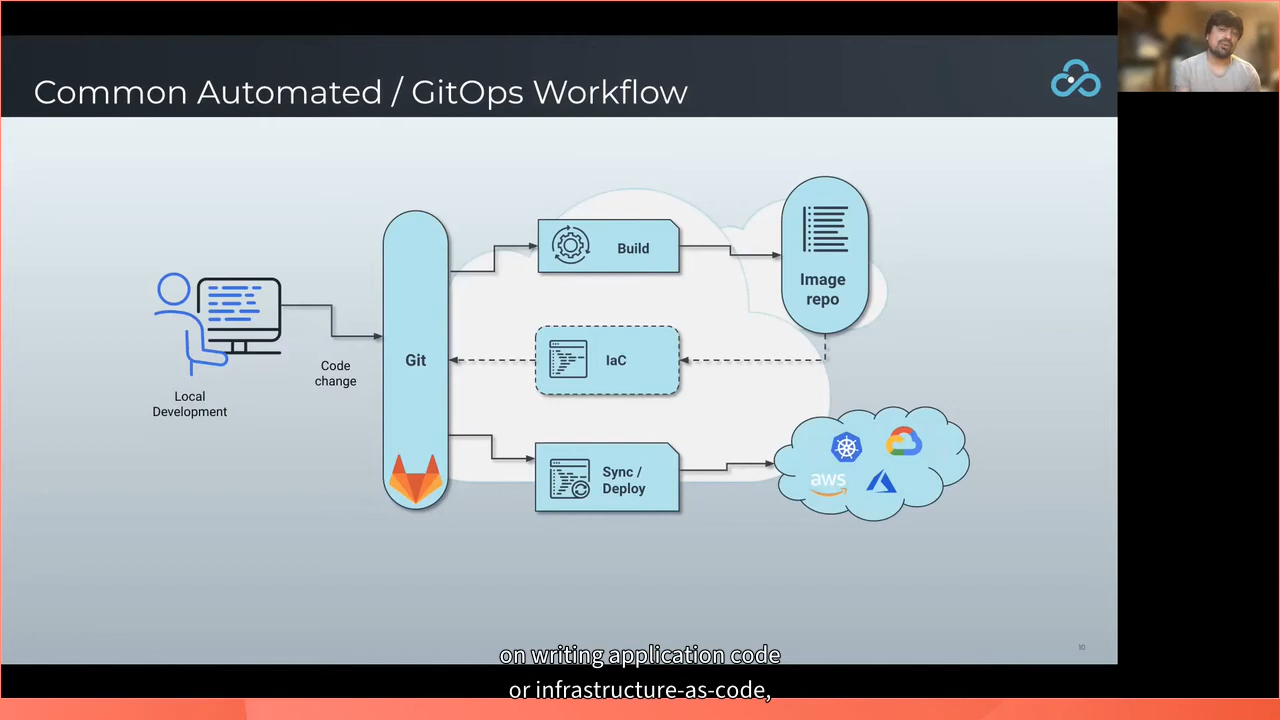 Common Automated / GitOps Workflow
Build
Image
repo
Git
IaC
Code
change
Local
Development
Sync /
Deploy
aws
10
on writing application code
or infrastructure-as-code,